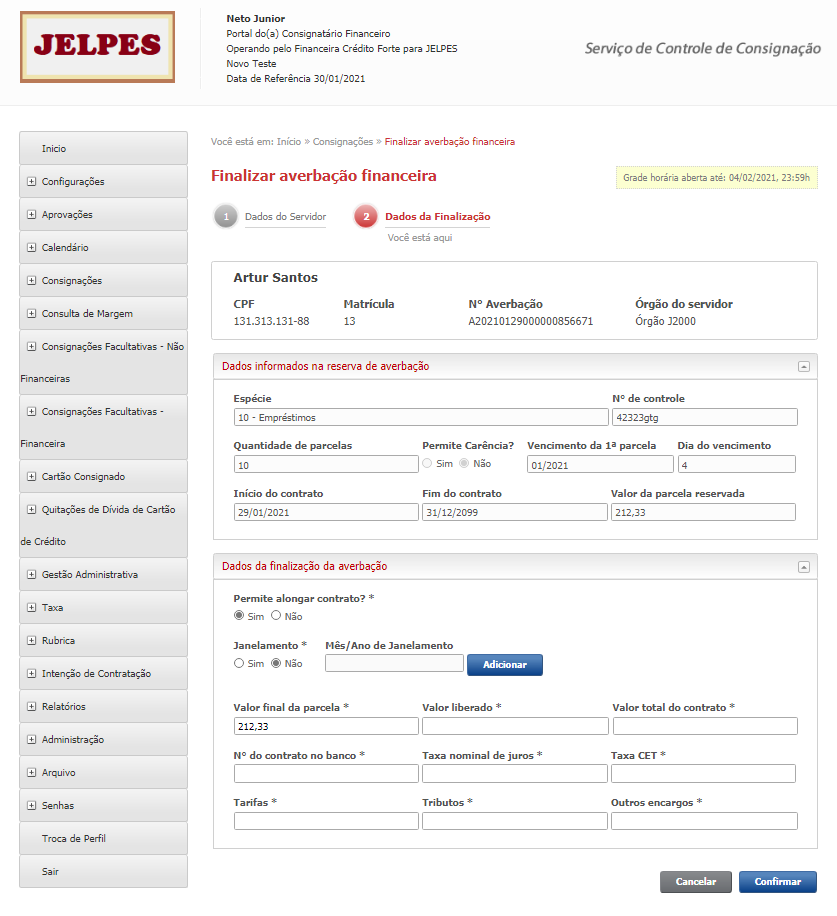 JELPES
Neto Junior
Portal do(a) Consignatário Financeiro
Operando pelo Financeira Crédito Forte para JELPES
Novo Teste
Data de Referência 30/01/2021
Serviço de Controle de Consignação
Inicio
Configurações
Aprovações
Calendário
Consignações
Consulta de Margem
Consignações Facultativas - Não
Financeiras
Consignações Facultativas -
Financeira
Cartão Consignado
Quitações de Dívida de Cartão
de Crédito
Gestão Administrativa
Taxa
Rubrica
Intenção de Contratação
Relatórios
Administração
Arquivo
Senhas
Troca de Perfil
Sair
Você está em: Início » Consignações » Finalizar averbação financeira
Finalizar averbação financeira
Grade horária aberta até: 04/02/2021, 23:59h
1 Dados do Servidor 2 Dados da Finalização
Você está aqui
Artur Santos
CPF Matrícula Nº Averbação Órgão do servidor
131.313.131-88 13 A20210129000000856671 Órgão J2000
Dados informados na reserva de averbação
Espécie Nº de controle
10 - Empréstimos 42323gtg
Quantidade de parcelas Permite Carência? Vencimento da 1ª parcela Dia do vencimento
10 Sim Não 01/2021 4
Início do contrato Fim do contrato Valor da parcela reservada
29/01/2021 31/12/2099 212,33
Dados da finalização da averbação
Permite alongar contrato? *
Sim Não
Janelamento * Mês/Ano de Janelamento
Sim Não Adicionar
Valor final da parcela * Valor liberado * Valor total do contrato *
212,33
Nº do contrato no banco * Taxa nominal de juros * Taxa CET *
Tarifas * Tributos * Outros encargos *
Cancelar Confirmar